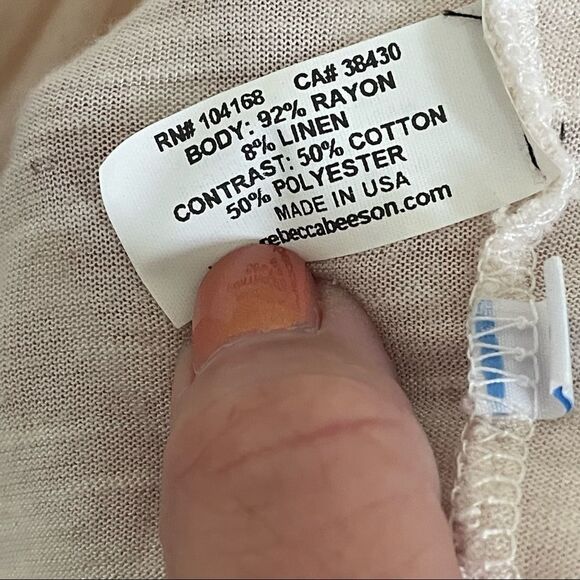 RN# 104168 CA# 38430
BODY: 92% RAYON
8% LINEN
CONTRAST: 50% COTTON
50% POLYESTER
MADE IN USA
rebeccabeeson.com